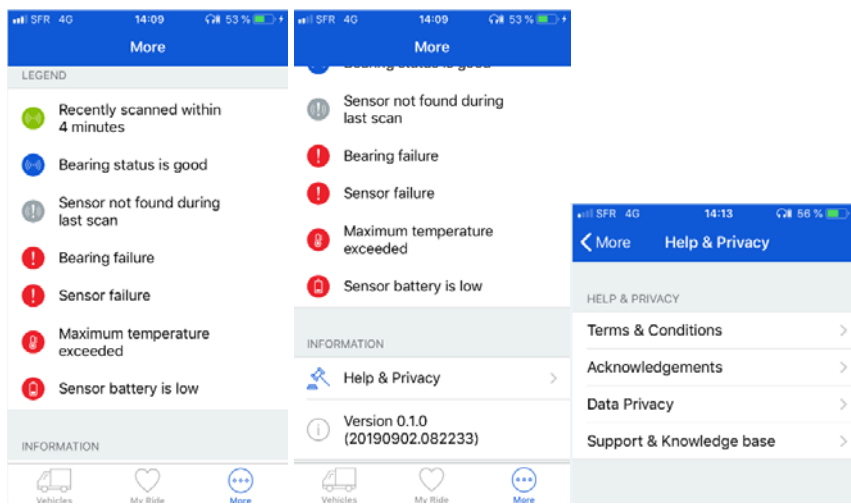 SFR 4G 14:09 53 %
More
LEGEND
Recently scanned within
4 minutes
Bearing status is good
Sensor not found during
last scan
Bearing failure
Sensor failure
Maximum temperature
exceeded
Sensor battery is low
INFORMATION
Vehicles My Ride More
SFR 4G 14:09 53 %
More
Bearing status is good
Sensor not found during
last scan
Bearing failure
Sensor failure
Maximum temperature
exceeded
Sensor battery is low
INFORMATION
Help & Privacy
Version 0.1.0
(20190902.082233)
Vehicles My Ride More
SFR 4G 14:13 56 %
More Help & Privacy
HELP & PRIVACY
Terms & Conditions
Acknowledgements
Data Privacy
Support & Knowledge base